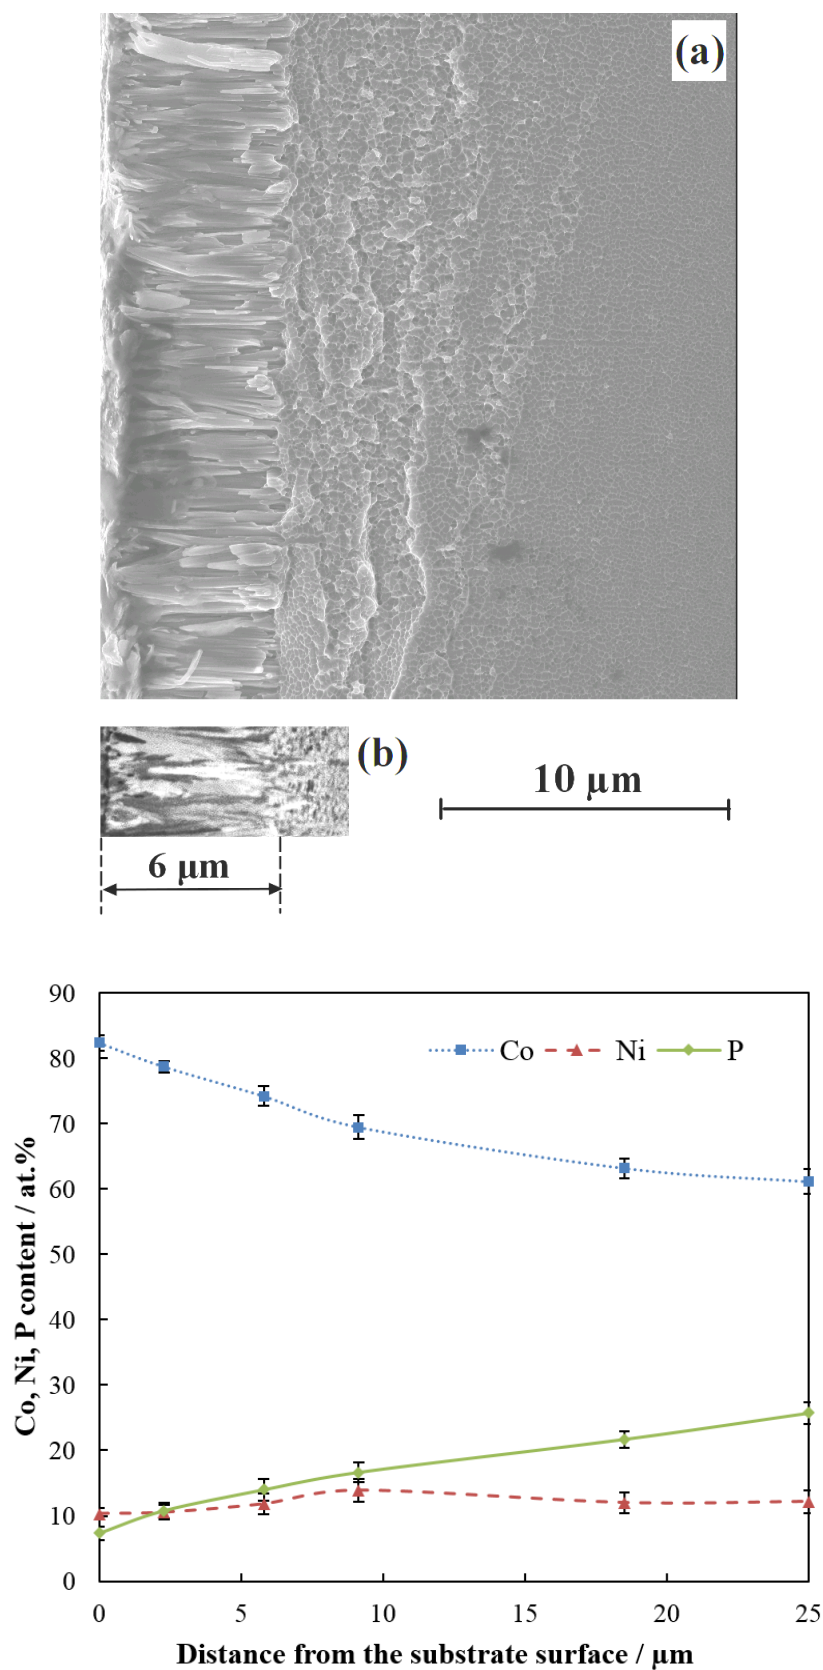 (a)
(b)
10 μm
6 μm
90
80
70
60
50
40
30
20
10
0
Co, Ni, P content / at.%
Co Ni P
0 5 10 15 20 25
Distance from the substrate surface / μm